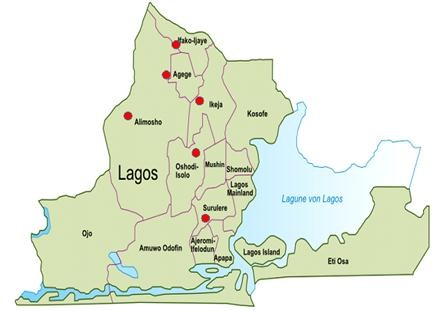 Ifako-Ijaye
Agege
Ikeja
Kosofe
Alimosho
Lagos
Oshodi-
Isolo
Mushin
Shomolu
Lagos
Mainland
Lagune von Lagos
Surulere
Ojo
Amuwo Odofin
Ajeromi-
Ifelodun
Apapa
Lagos Island
Eti Osa